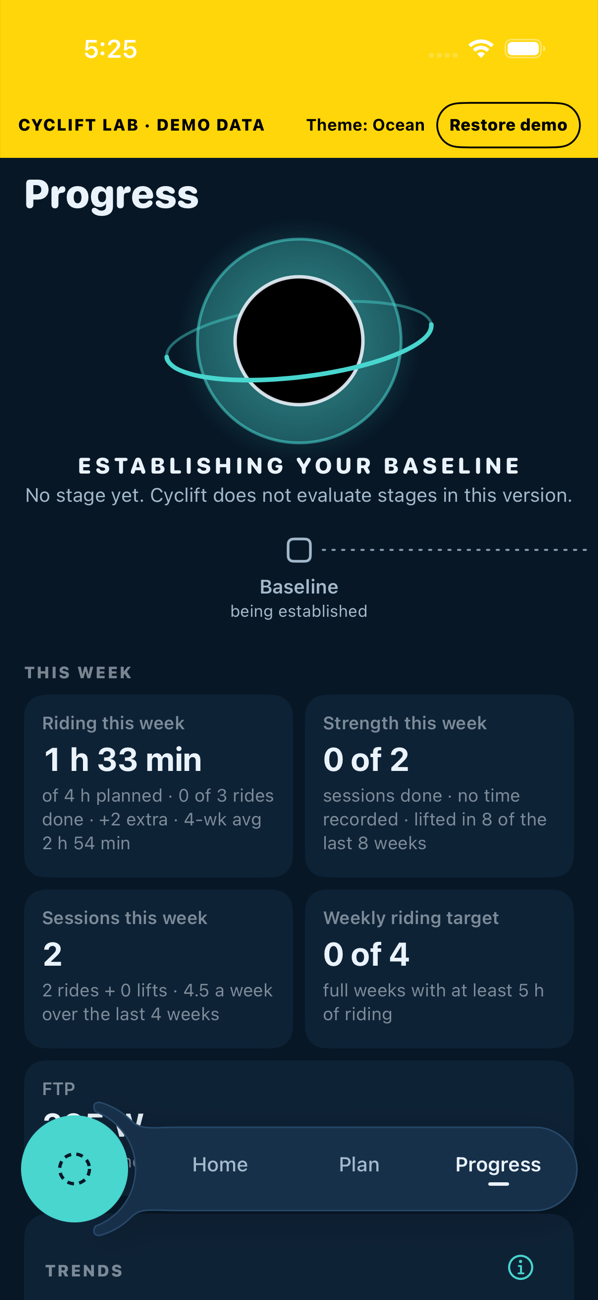 5:25
CYCLIFT LAB · DEMO DATA
Theme: Ocean
Restore demo
Progress
ESTABLISHING YOUR BASELINE
No stage yet. Cyclift does not evaluate stages in this version.
Baseline
being established
THIS WEEK
Riding this week
1 h 33 min
of 4 h planned · 0 of 3 rides
done · +2 extra · 4-wk avg
2 h 54 min
Strength this week
0 of 2
sessions done · no time
recorded · lifted in 8 of the
last 8 weeks
Sessions this week
2
2 rides + 0 lifts · 4.5 a week
over the last 4 weeks
Weekly riding target
0 of 4
full weeks with at least 5 h
of riding
FTP
Home
Plan
Progress
TRENDS